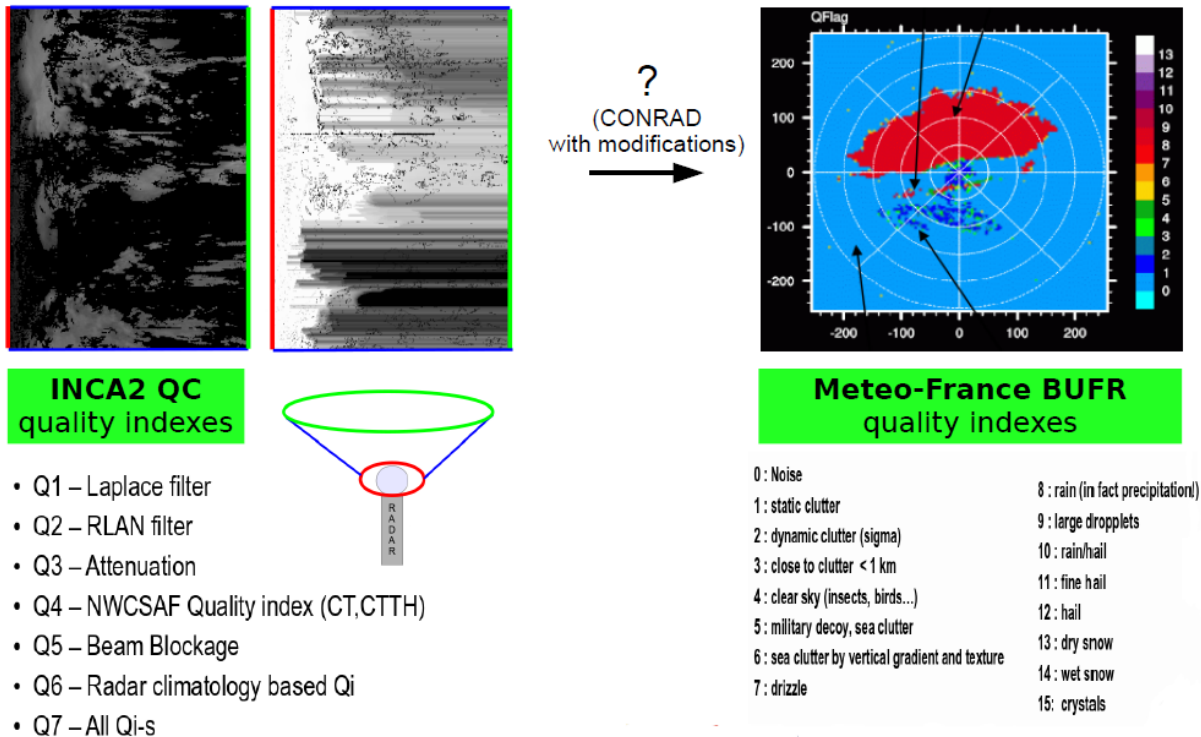 ?
(CONRAD
with modifications)
QFlag
200
100
0
-100
-200
-200
-100
0
100
200
13
12
11
10
9
8
7
6
5
4
3
2
1
0
INCA2 QC
quality indexes
RADAR
Meteo-France BUFR
quality indexes
• Q1 – Laplace filter
• Q2 – RLAN filter
• Q3 – Attenuation
• Q4 – NWCSAF Quality index (CT,CTTH)
• Q5 – Beam Blockage
• Q6 – Radar climatology based Qi
• Q7 – All Qi-s
0 : Noise
1 : static clutter
2 : dynamic clutter (sigma)
3 : close to clutter < 1 km
4 : clear sky (insects, birds...)
5 : military decoy, sea clutter
6 : sea clutter by vertical gradient and texture
7 : drizzle
8 : rain (in fact precipitation!)
9 : large dropplets
10 : rain/hail
11 : fine hail
12 : hail
13 : dry snow
14 : wet snow
15: crystals